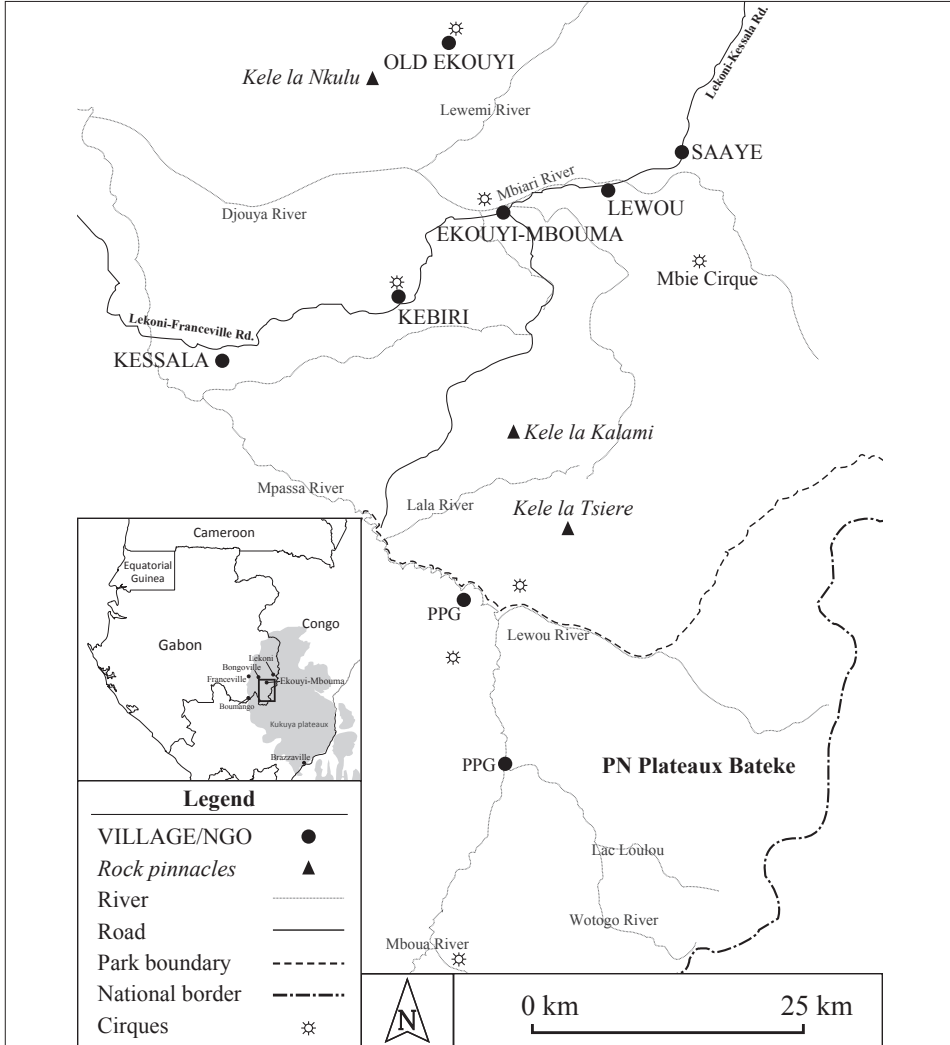 OLD EKOUYI
Kele la Nkulu
Lekoni-Kessala Rd.
Lewemi River
SAAYE
Mbiari River
LEWOU
Djouya River
EKOUYI-MBOUMA
Mbie Cirque
KEBIRI
Lekoni-Franceville Rd.
KESSALA
Kele la Kalami
Mpassa River
Lala River
Kele la Tsiere
PPG
Lewou River
PPG
PN Plateaux Bateke
Lac Loulou
Wotogo River
Mboua River
Cameroon
Equatorial
Guinea
Congo
Gabon
Lekoni
Bongoville
Franceville
Ekouyi-Mbouma
Boumango
Kukuya plateaux
Brazzaville
Legend
VILLAGE/NGO
Rock pinnacles
River
Road
Park boundary
National border
Cirques
N
0 km 25 km